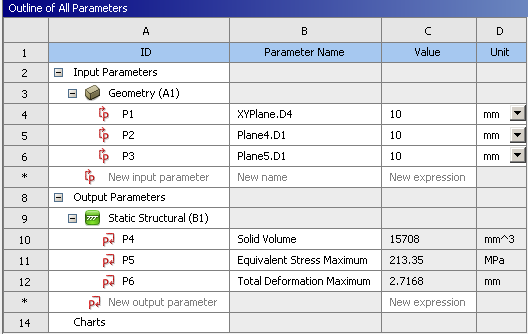 Outline of All Parameters
A B C D
1 ID Parameter Name Value Unit
2 Input Parameters
3 Geometry (A1)
4 P1 XYPlane.D4 10 mm
5 P2 Plane4.D1 10 mm
6 P3 Plane5.D1 10 mm
* New input parameter New name New expression
8 Output Parameters
9 Static Structural (B1)
10 P4 Solid Volume 15708 mm^3
11 P5 Equivalent Stress Maximum 213.35 MPa
12 P6 Total Deformation Maximum 2.7168 mm
* New output parameter New expression
14 Charts